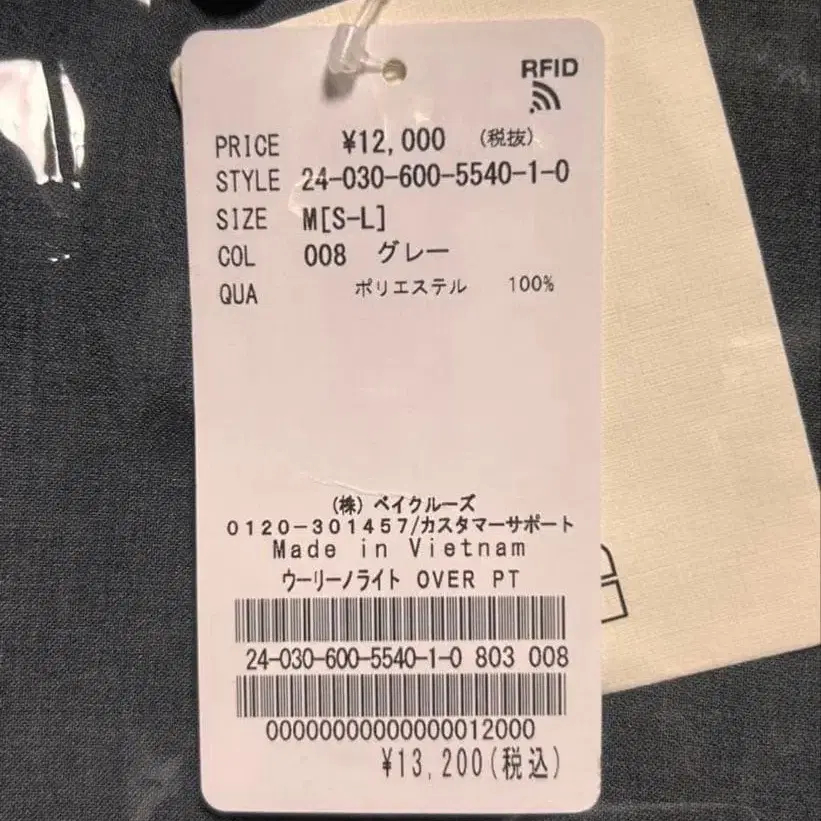 RFID
PRICE ¥12,000 (税抜)
STYLE 24-030-600-5540-1-0
SIZE M[S-L]
COL 008 グレー
QUA ポリエステル 100%
(株) ベイクルーズ
0120-301457/カスタマーサポート
Made in Vietnam
ウーリーノライト OVER PT
24-030-600-5540-1-0 803 008
00000000000000012000
¥13,200(税込)